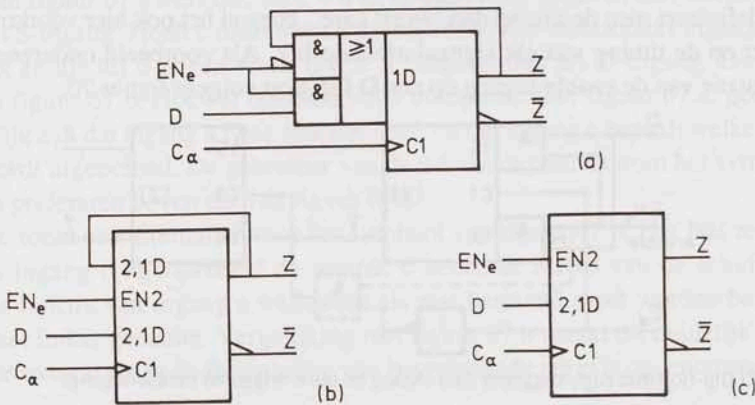 & ≥1
EN_e 1D Z
&
D Z̅
C_α C1
(a)
2,1D Z
EN_e EN2
D 2,1D Z̅
C_α C1
(b)
EN_e EN2 Z
D 2,1D
C_α C1 Z̅
(c)